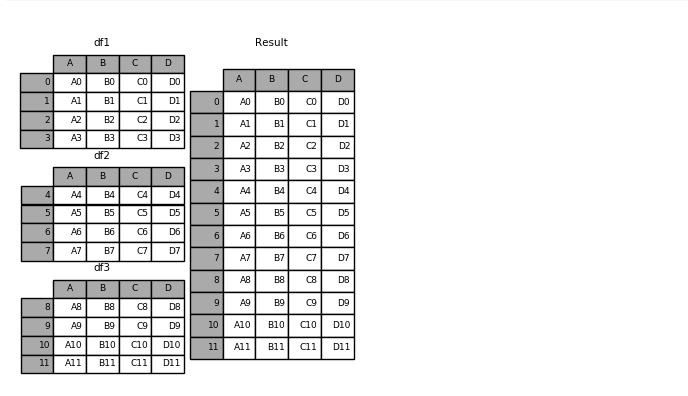 df1
A B C D
0 A0 B0 C0 D0
1 A1 B1 C1 D1
2 A2 B2 C2 D2
3 A3 B3 C3 D3
df2
A B C D
4 A4 B4 C4 D4
5 A5 B5 C5 D5
6 A6 B6 C6 D6
7 A7 B7 C7 D7
df3
A B C D
8 A8 B8 C8 D8
9 A9 B9 C9 D9
10 A10 B10 C10 D10
11 A11 B11 C11 D11
Result
A B C D
0 A0 B0 C0 D0
1 A1 B1 C1 D1
2 A2 B2 C2 D2
3 A3 B3 C3 D3
4 A4 B4 C4 D4
5 A5 B5 C5 D5
6 A6 B6 C6 D6
7 A7 B7 C7 D7
8 A8 B8 C8 D8
9 A9 B9 C9 D9
10 A10 B10 C10 D10
11 A11 B11 C11 D11